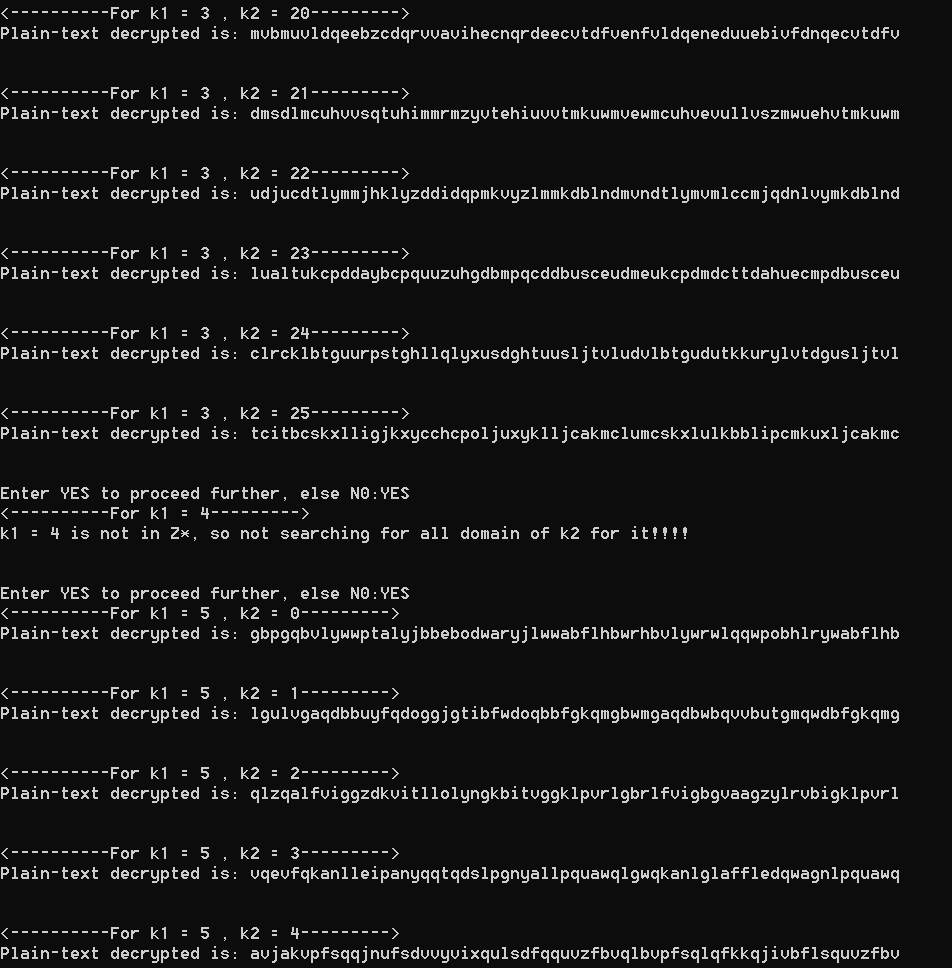 <----------For k1 = 3 , k2 = 20--------->
Plain-text decrypted is: mvbmuvldqeebzcdqrvvavihecnqrdeecvtdfvenfvldqeneduuebivfdnqecvtdfv
<----------For k1 = 3 , k2 = 21--------->
Plain-text decrypted is: dmsdlmcuhvvsqtuhimmrmzyvtehiuvvtmkuwmvewmcuhvevullvszmwuehvtmkuwm
<----------For k1 = 3 , k2 = 22--------->
Plain-text decrypted is: udjucdtlymmjhklyzddidqpmkvyzlmmkdblndmvndtlymvmlccmjqdnlvymkdblnd
<----------For k1 = 3 , k2 = 23--------->
Plain-text decrypted is: lualtukcpddaybcpquuzuhgdbmpqcddbusceudmeukcpdmdcttdahuecmpdbusceu
<----------For k1 = 3 , k2 = 24--------->
Plain-text decrypted is: clrcklbtguurpstghllqlyxusdghtuusljtvludvlbtgudutkkurylvtdgusljtvl
<----------For k1 = 3 , k2 = 25--------->
Plain-text decrypted is: tcitbcskxlligjkxycchcpoljuxyklljcakmclumcskxlulkbblipcmkuxljcakmc
Enter YES to proceed further, else NO:YES
<----------For k1 = 4--------->
k1 = 4 is not in Z*, so not searching for all domain of k2 for it!!!!
Enter YES to proceed further, else NO:YES
<----------For k1 = 5 , k2 = 0--------->
Plain-text decrypted is: gbpgqbvlywwptalyjbbebodwaryjlwwabflhbwrhbvlywrwlqqwpobhlrywabflhb
<----------For k1 = 5 , k2 = 1--------->
Plain-text decrypted is: lgulvgaqdbbuyfqdoggjgtibfwdoqbbfgkqmgbwmgaqdbwbqvvbutgmqwdbfgkqmg
<----------For k1 = 5 , k2 = 2--------->
Plain-text decrypted is: qlzqalfviggzdkvitllolyngkbitvggklpvrlgbrlfvigbgvaagzylrvbigklpvrl
<----------For k1 = 5 , k2 = 3--------->
Plain-text decrypted is: vqevfqkanlleipanyqqtqdslpgnyallpquawqlgwqkanlglaffledqwagnlpquawq
<----------For k1 = 5 , k2 = 4--------->
Plain-text decrypted is: avjakvpfsqqjnufsdvvyvixqulsdfqquvzfbvqlbvpfsqlqfkkqjivbflsquvzfbv